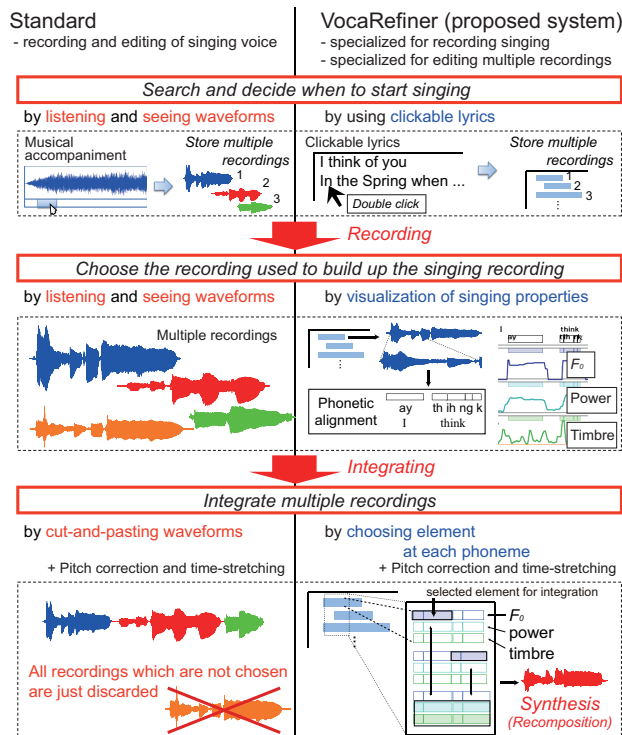 Standard
- recording and editing of singing voice
VocaRefiner (proposed system)
- specialized for recording singing
- specialized for editing multiple recordings
Search and decide when to start singing
by listening and seeing waveforms
by using clickable lyrics
Musical
accompaniment
Store multiple
recordings
1
2
3
Clickable lyrics
I think of you
In the Spring when ...
Double click
Store multiple
recordings
1
2
3
⋮
Recording
Choose the recording used to build up the singing recording
by listening and seeing waveforms
by visualization of singing properties
Multiple recordings
⋮
Phonetic
alignment
ay
th ih ng k
I
think
I
think
ay
th ih ng k
F₀
Power
Timbre
Integrating
Integrate multiple recordings
by cut-and-pasting waveforms
by choosing element
at each phoneme
+ Pitch correction and time-stretching
+ Pitch correction and time-stretching
All recordings which are not chosen
are just discarded
selected element for integration
⋮
F₀
power
timbre
Synthesis
(Recomposition)